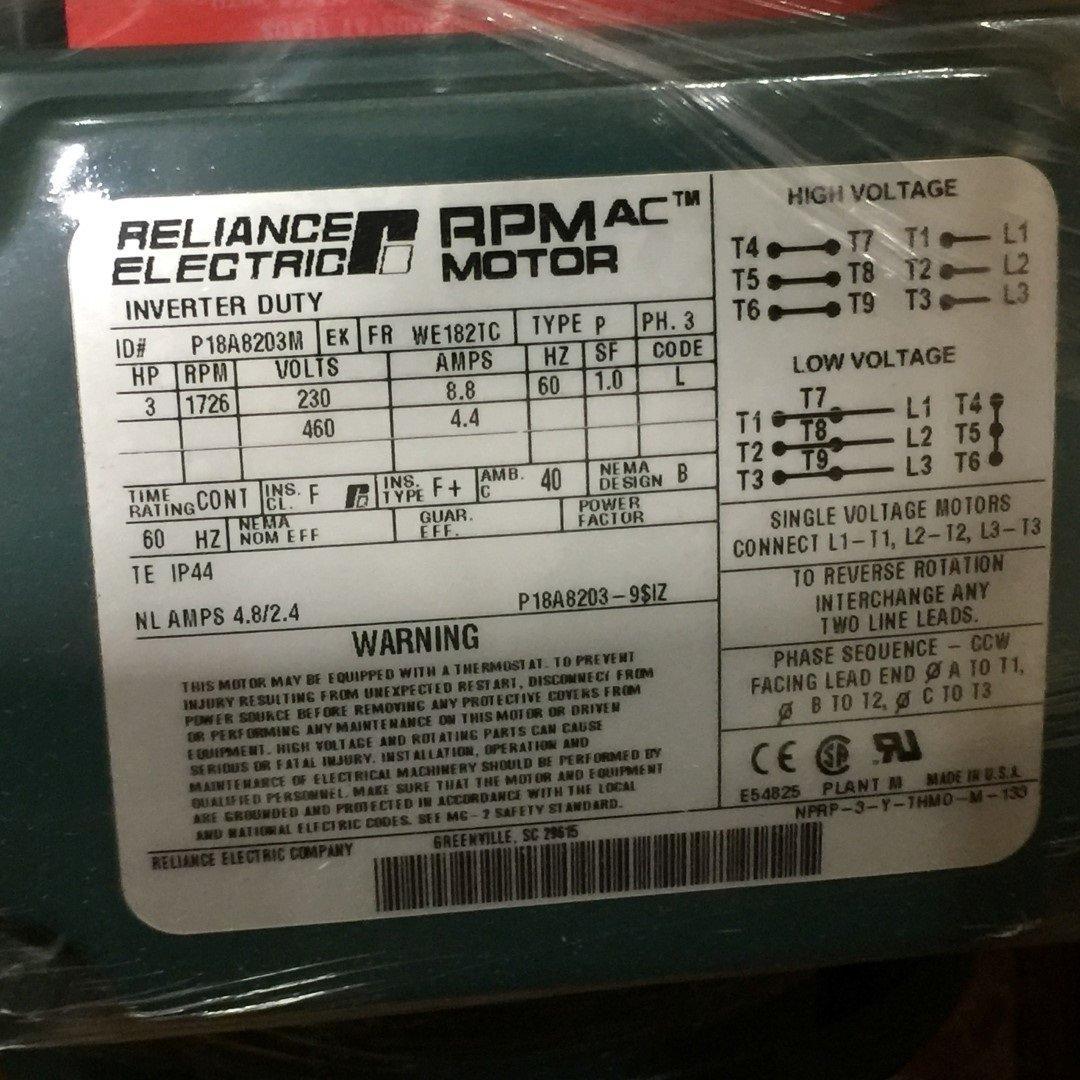 RELIANCE
ELECTRIC
RPM AC™
MOTOR
INVERTER DUTY
ID# P18A8203M EK FR WE182TC TYPE P PH. 3
HP RPM VOLTS AMPS HZ SF CODE
3 1726 230 8.8 60 1.0 L
460 4.4
TIME RATING CONT INS. CL. F INS. TYPE F+ AMB. C 40 NEMA DESIGN B
60 HZ NEMA NOM EFF GUAR. EFF. POWER FACTOR
TE IP44
NL AMPS 4.8/2.4 P18A8203-9$IZ
WARNING
THIS MOTOR MAY BE EQUIPPED WITH A THERMOSTAT. TO PREVENT
INJURY RESULTING FROM UNEXPECTED RESTART, DISCONNECT FROM
POWER SOURCE BEFORE REMOVING ANY PROTECTIVE COVERS FROM
OR PERFORMING ANY MAINTENANCE ON THIS MOTOR OR DRIVEN
EQUIPMENT. HIGH VOLTAGE AND ROTATING PARTS CAN CAUSE
SERIOUS OR FATAL INJURY. INSTALLATION, OPERATION AND
MAINTENANCE OF ELECTRICAL MACHINERY SHOULD BE PERFORMED BY
QUALIFIED PERSONNEL. MAKE SURE THAT THE MOTOR AND EQUIPMENT
ARE GROUNDED AND PROTECTED IN ACCORDANCE WITH THE LOCAL
AND NATIONAL ELECTRIC CODES. SEE MG-2 SAFETY STANDARD.
RELIANCE ELECTRIC COMPANY GREENVILLE, SC 29615
HIGH VOLTAGE
T4 T7 T1 L1
T5 T8 T2 L2
T6 T9 T3 L3
LOW VOLTAGE
T7
T1 L1 T4
T8
T2 L2 T5
T9
T3 L3 T6
SINGLE VOLTAGE MOTORS
CONNECT L1-T1, L2-T2, L3-T3
TO REVERSE ROTATION
INTERCHANGE ANY
TWO LINE LEADS.
PHASE SEQUENCE - CCW
FACING LEAD END Ø A TO T1,
Ø B TO T2, Ø C TO T3
CE SA RU
E54825 PLANT M MADE IN U.S.A.
NPRP-3-Y-7HMO-M-133